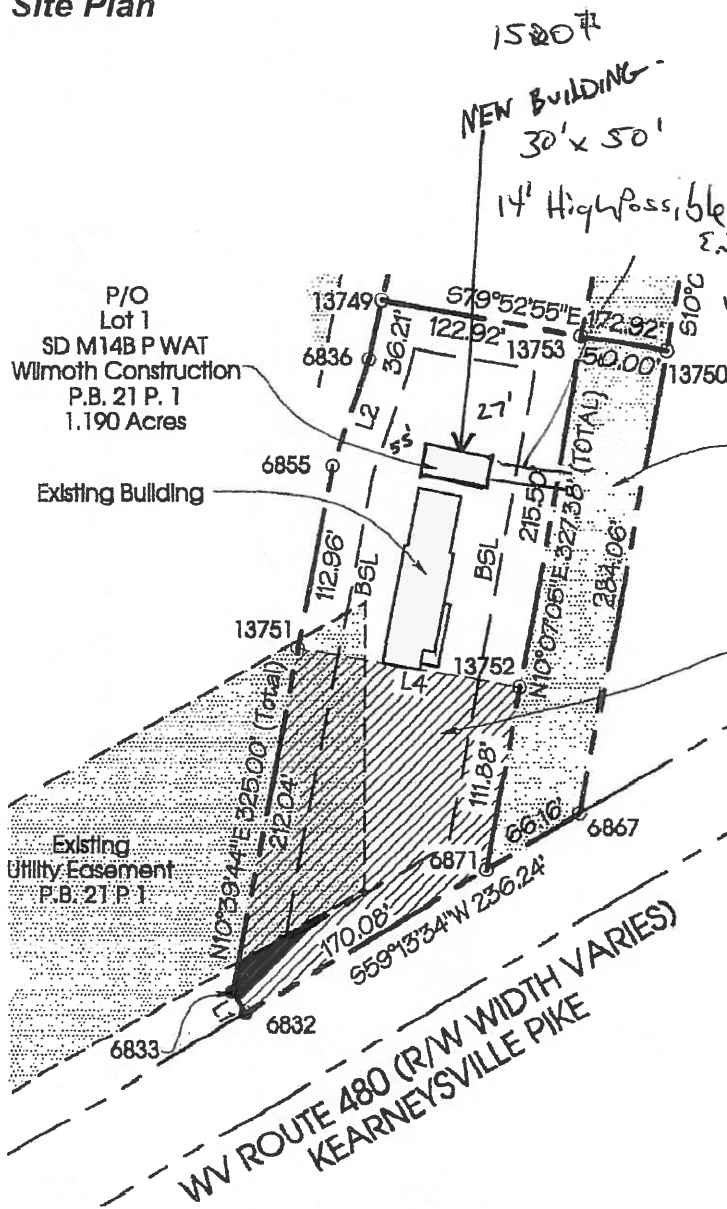 Site Plan
NEW BUILDING -
30' x 50'
14' High Possible
P/O
Lot 1
SD M14B P WAT
Wilmoth Construction
P.B. 21 P. 1
1.190 Acres
13749
S79°52'55"E 172.92'
122.92'
13753
50.00'
13750
S10°0
6836
36.21'
L2
27'
55'
6855
Existing Building
112.96'
BSL
BSL
215.50'
N10°07'05"E 327.38' (TOTAL)
284.06'
13751
13752
L4
N10°39'44"E 325.00' (Total)
212.04'
111.88'
66.16'
6867
6871
Existing
Utility Easement
P.B. 21 P 1
170.08'
S59°13'34"W 236.24'
L1
6832
6833
WV ROUTE 480 (R/W WIDTH VARIES)
KEARNEYSVILLE PIKE